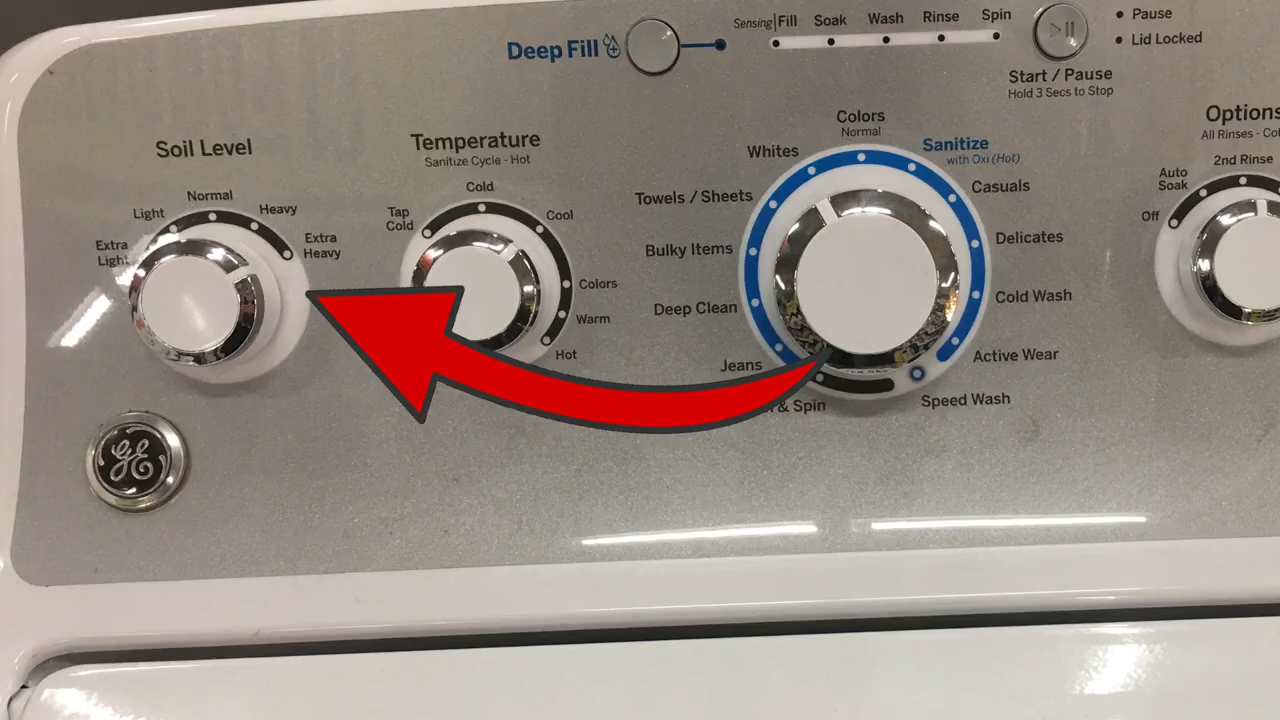 Deep Fill
Sensing Fill Soak Wash Rinse Spin
Pause
Lid Locked
Start / Pause
Hold 3 Secs to Stop
Soil Level
Extra Light
Light
Normal
Heavy
Extra Heavy
Temperature
Sanitize Cycle - Hot
Tap Cold
Cold
Cool
Colors
Warm
Hot
Colors
Normal
Whites
Towels / Sheets
Bulky Items
Deep Clean
Jeans
& Spin
Sanitize
with Oxi (Hot)
Casuals
Delicates
Cold Wash
Active Wear
Speed Wash
Options
All Rinses -
2nd Rinse
Auto Soak
Off
GE